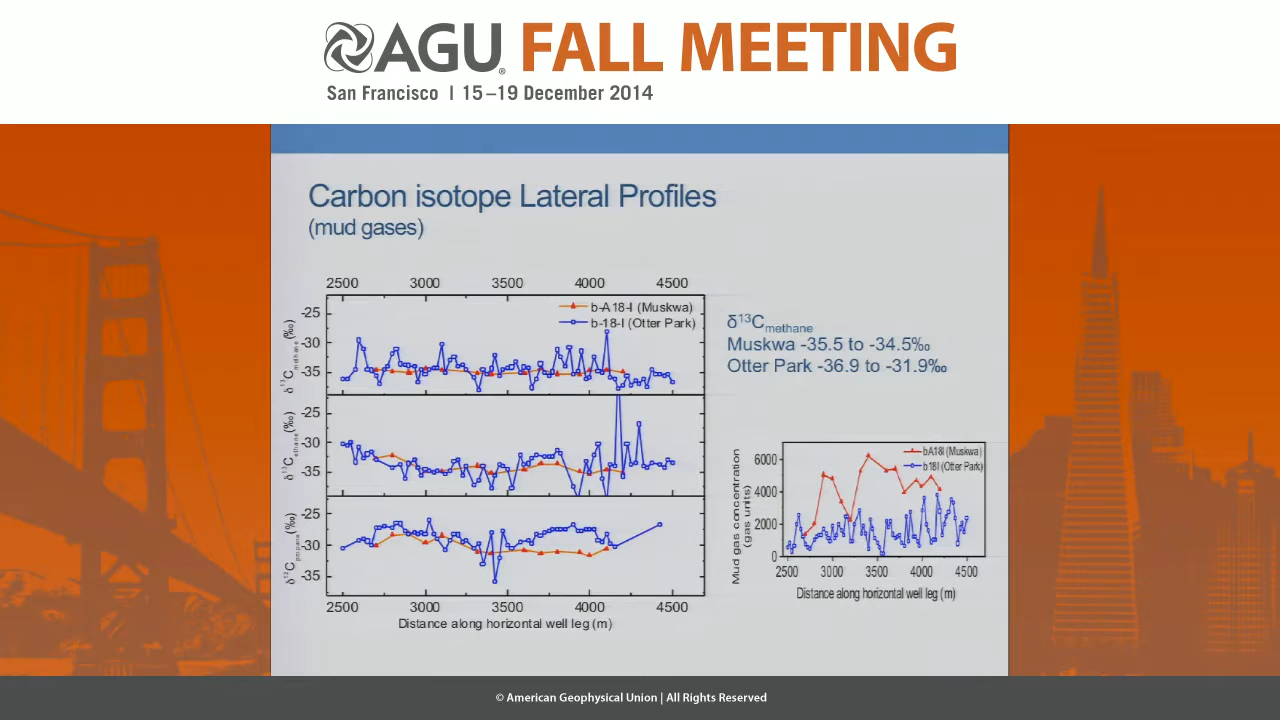 AGU FALL MEETING
San Francisco | 15–19 December 2014
Carbon isotope Lateral Profiles
(mud gases)
2500 3000 3500 4000 4500
b-A18-I (Muskwa)
b-18-I (Otter Park)
δ¹³Cmethane(‰)
-25
-30
-35
δ¹³Cethane(‰)
-25
-30
-35
δ¹³Cpropane(‰)
-25
-30
-35
2500 3000 3500 4000 4500
Distance along horizontal well leg (m)
δ¹³Cmethane
Muskwa -35.5 to -34.5‰
Otter Park -36.9 to -31.9‰
Mud gas concentration
(gas units)
bA18I (Muskwa)
b18I (Otter Park)
6000
4000
2000
0
2500 3000 3500 4000 4500
Distance along horizontal well leg (m)
© American Geophysical Union | All Rights Reserved